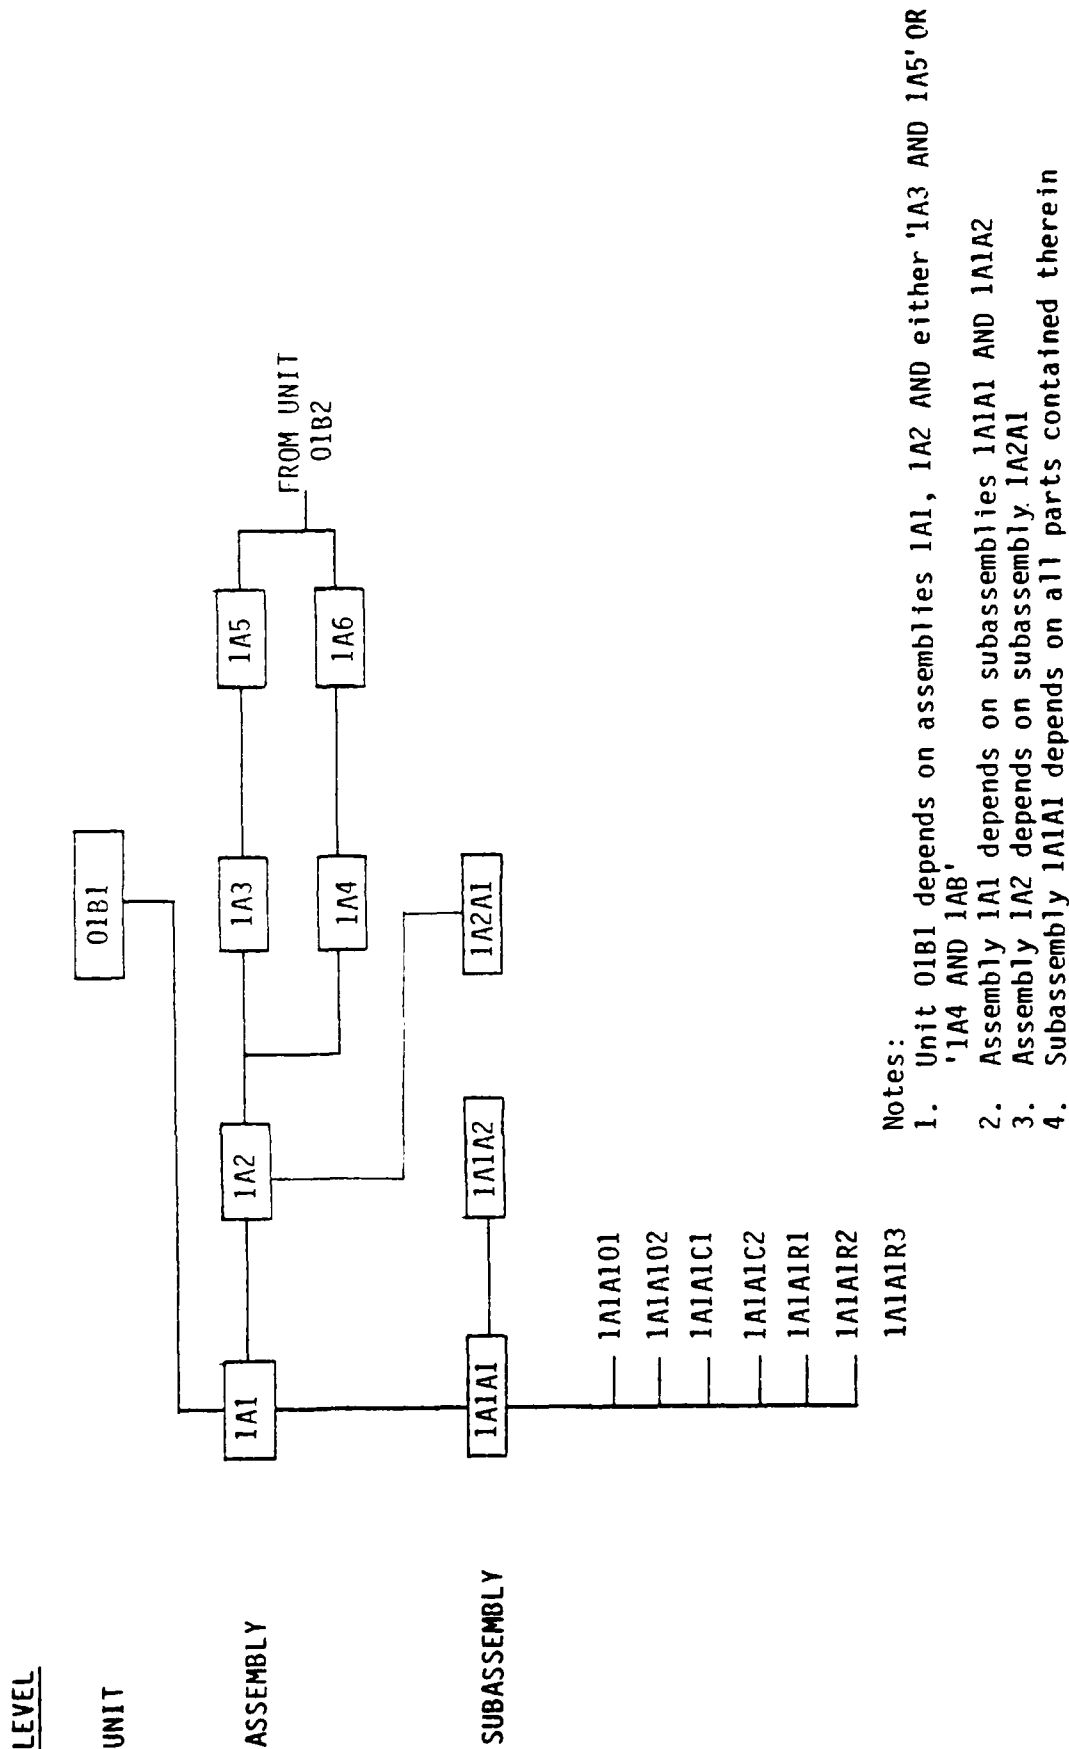 LEVEL
UNIT
01B1
ASSEMBLY
1A1
1A2
1A3
1A5
FROM UNIT
01B2
1A4
1A6
SUBASSEMBLY
1A1A1
1A1A2
1A2A1
1A1A101
1A1A102
1A1A1C1
1A1A1C2
1A1A1R1
1A1A1R2
1A1A1R3
Notes:
1. Unit 01B1 depends on assemblies 1A1, 1A2 AND either '1A3 AND 1A5' OR
'1A4 AND 1AB'
2. Assembly 1A1 depends on subassemblies 1A1A1 AND 1A1A2
3. Assembly 1A2 depends on subassembly 1A2A1
4. Subassembly 1A1A1 depends on all parts contained therein